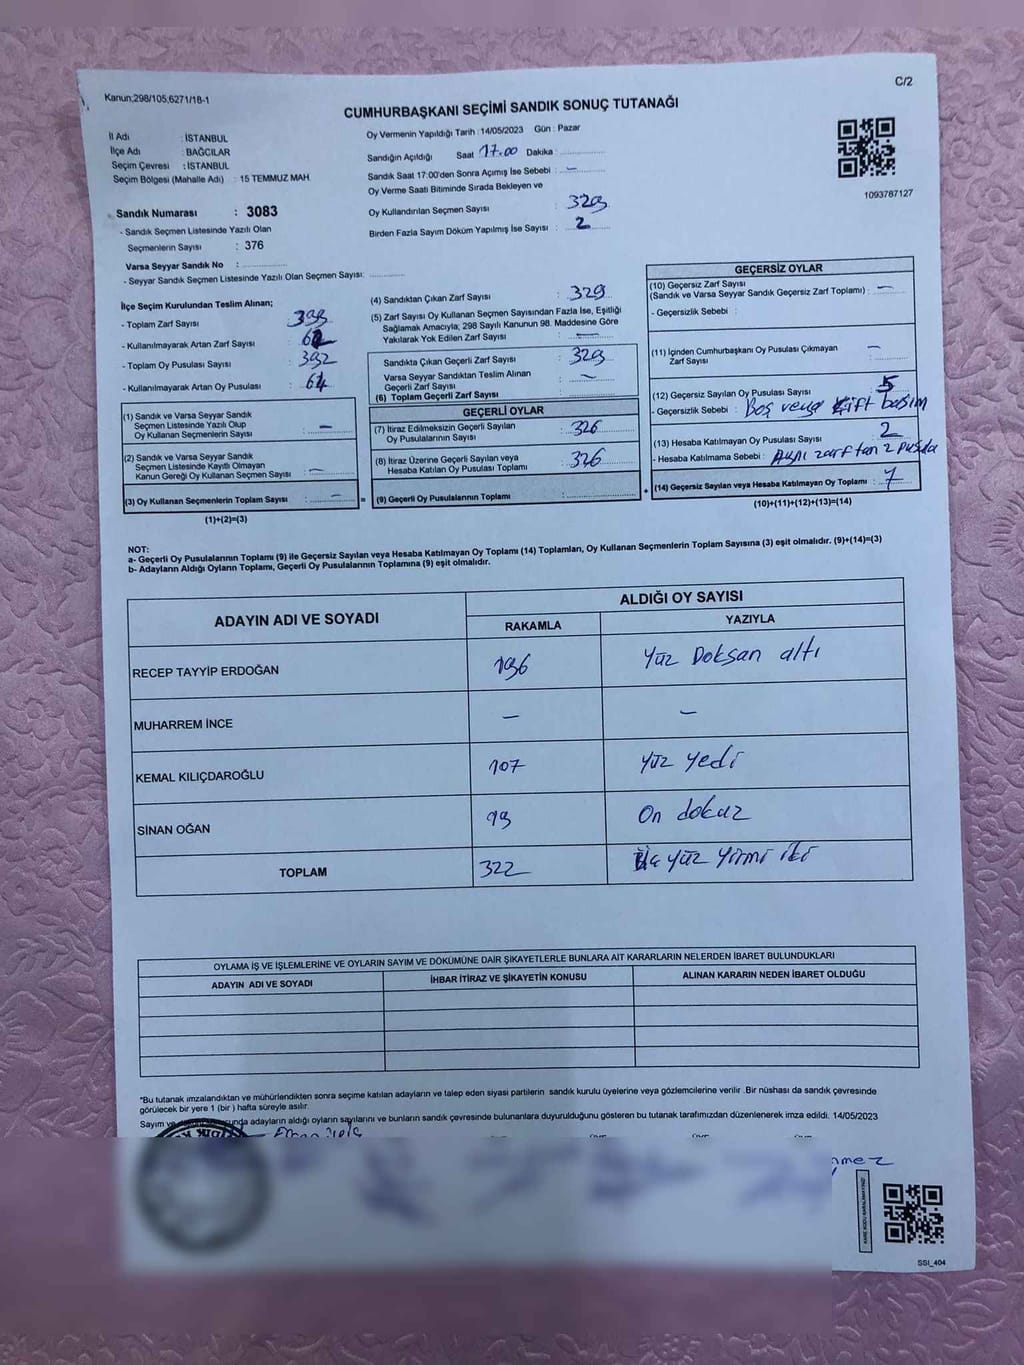 Kanun;298/105;6271/18-1
C/2
CUMHURBAŞKANI SEÇİMİ SANDIK SONUÇ TUTANAĞI
İl Adı : İSTANBUL
İlçe Adı : BAĞCILAR
Seçim Çevresi : İSTANBUL
Seçim Bölgesi (Mahalle Adı) : 15 TEMMUZ MAH.
Sandık Numarası : 3083
- Sandık Seçmen Listesinde Yazılı Olan
Seçmenlerin Sayısı : 376
Varsa Seyyar Sandık No :
- Seyyar Sandık Seçmen Listesinde Yazılı Olan Seçmen Sayısı:
Oy Vermenin Yapıldığı Tarih : 14/05/2023 Gün : Pazar
Sandığın Açıldığı Saat 17.00 Dakika :
Sandık Saat 17:00'den Sonra Açımış İse Sebebi : -
Oy Verme Saati Bitiminde Sırada Bekleyen ve
Oy Kullandırılan Seçmen Sayısı : 329
Birden Fazla Sayım Döküm Yapılmış İse Sayısı : 2
1093787127
İlçe Seçim Kurulundan Teslim Alınan;
- Toplam Zarf Sayısı : 393
- Kullanılmayarak Artan Zarf Sayısı :
- Toplam Oy Pusulası Sayısı : 392
- Kullanılmayarak Artan Oy Pusulası : 61
(1) Sandık ve Varsa Seyyar Sandık
Seçmen Listesinde Yazılı Olup
Oy Kullanan Seçmenlerin Sayısı : -
(2) Sandık ve Varsa Seyyar Sandık
Seçmen Listesinde Kayıtlı Olmayan
Kanun Gereği Oy Kullanan Seçmen Sayısı : -
(3) Oy Kullanan Seçmenlerin Toplam Sayısı : -
(1)+(2)=(3)
(4) Sandıktan Çıkan Zarf Sayısı : 329
(5) Zarf Sayısı Oy Kullanan Seçmen Sayısından Fazla İse, Eşitliği
Sağlamak Amacıyla; 298 Sayılı Kanunun 98. Maddesine Göre
Yakılarak Yok Edilen Zarf Sayısı : -
Sandıkta Çıkan Geçerli Zarf Sayısı : 329
Varsa Seyyar Sandıktan Teslim Alınan
Geçerli Zarf Sayısı : -
(6) Toplam Geçerli Zarf Sayısı :
GEÇERLİ OYLAR
(7) İtiraz Edilmeksizin Geçerli Sayılan
Oy Pusulalarının Sayısı : 326
(8) İtiraz Üzerine Geçerli Sayılan veya
Hesaba Katılan Oy Pusulası Toplamı : 326
= (9) Geçerli Oy Pusulalarının Toplamı :
GEÇERSİZ OYLAR
(10) Geçersiz Zarf Sayısı
(Sandık ve Varsa Seyyar Sandık Geçersiz Zarf Toplamı) : -
- Geçersizlik Sebebi :
(11) İçinden Cumhurbaşkanı Oy Pusulası Çıkmayan
Zarf Sayısı : -
(12) Geçersiz Sayılan Oy Pusulası Sayısı : 5
- Geçersizlik Sebebi : Boş veya Çift basım
(13) Hesaba Katılmayan Oy Pusulası Sayısı : 2
- Hesaba Katılmama Sebebi : Aynı zarftan 2 pusula
+ (14) Geçersiz Sayılan veya Hesaba Katılmayan Oy Toplamı : 7
(10)+(11)+(12)+(13)=(14)
NOT:
a- Geçerli Oy Pusulalarının Toplamı (9) ile Geçersiz Sayılan veya Hesaba Katılmayan Oy Toplamı (14) Toplamları, Oy Kullanan Seçmenlerin Toplam Sayısına (3) eşit olmalıdır. (9)+(14)=(3)
b- Adayların Aldığı Oyların Toplamı, Geçerli Oy Pusulalarının Toplamına (9) eşit olmalıdır.
ADAYIN ADI VE SOYADI
ALDIĞI OY SAYISI
RAKAMLA YAZIYLA
RECEP TAYYİP ERDOĞAN 196 Yüz Doksan altı
MUHARREM İNCE - -
KEMAL KILIÇDAROĞLU 107 Yüz Yedi
SİNAN OĞAN 19 On dokuz
TOPLAM 322 Üç Yüz Yirmi iki
OYLAMA İŞ VE İŞLEMLERİNE VE OYLARIN SAYIM VE DÖKÜMÜNE DAİR ŞİKAYETLERLE BUNLARA AİT KARARLARIN NELERDEN İBARET BULUNDUKLARI
ADAYIN ADI VE SOYADI İHBAR İTİRAZ VE ŞİKAYETİN KONUSU ALINAN KARARIN NEDEN İBARET OLDUĞU
*Bu tutanak imzalandıktan ve mühürlendikten sonra seçime katılan adayların ve talep eden siyasi partilerin sandık kurulu üyelerine veya gözlemcilerine verilir .Bir nüshası da sandık çevresinde
görülecek bir yere 1 (bir ) hafta süreyle asılır.
Sayım ve unda adayların aldığı oyların sayılarını ve bunların sandık çevresinde bulunanlara duyurulduğunu gösteren bu tutanak tarafımızdan düzenlenerek imza edildi. 14/05/2023
SSI_404